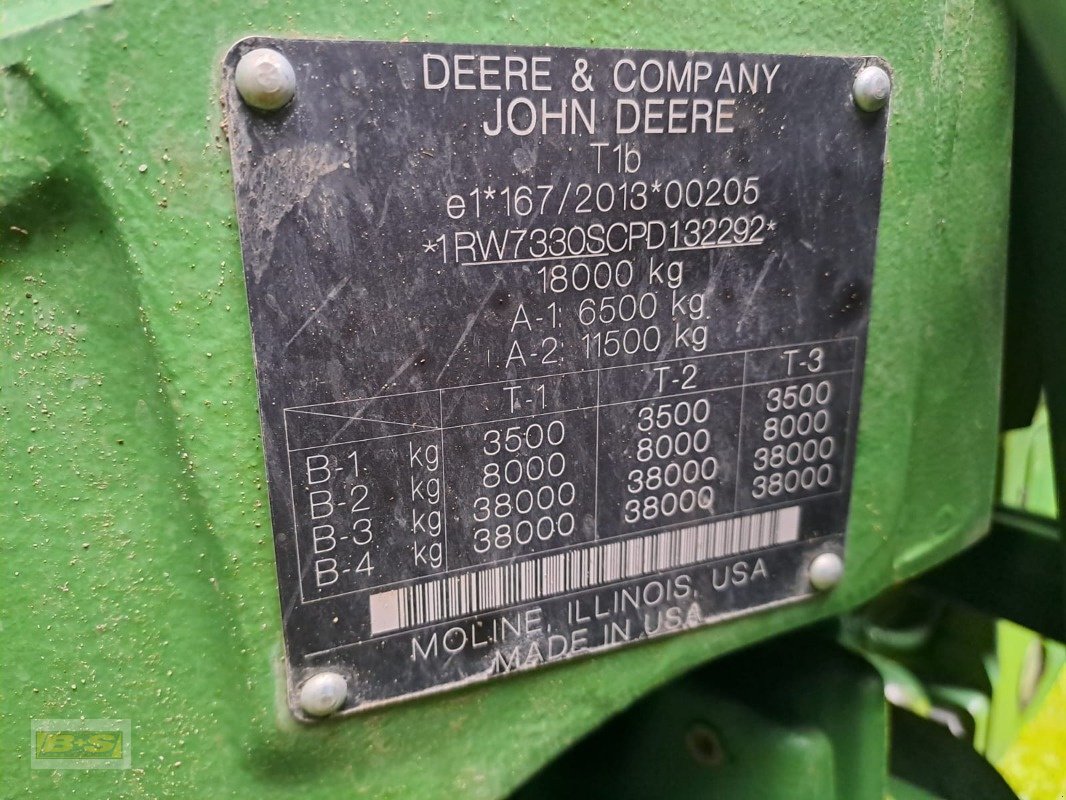 DEERE & COMPANY
JOHN DEERE
T1b
e1*167/2013*00205
*1RW7330SCPD132292*
18000 kg
A-1: 6500 kg
A-2: 11500 kg
T-1 T-2 T-3
B-1 kg 3500 3500 3500
B-2 kg 8000 8000 8000
B-3 kg 38000 38000 38000
B-4 kg 38000 38000 38000
MOLINE, ILLINOIS, USA
MADE IN USA
B+S